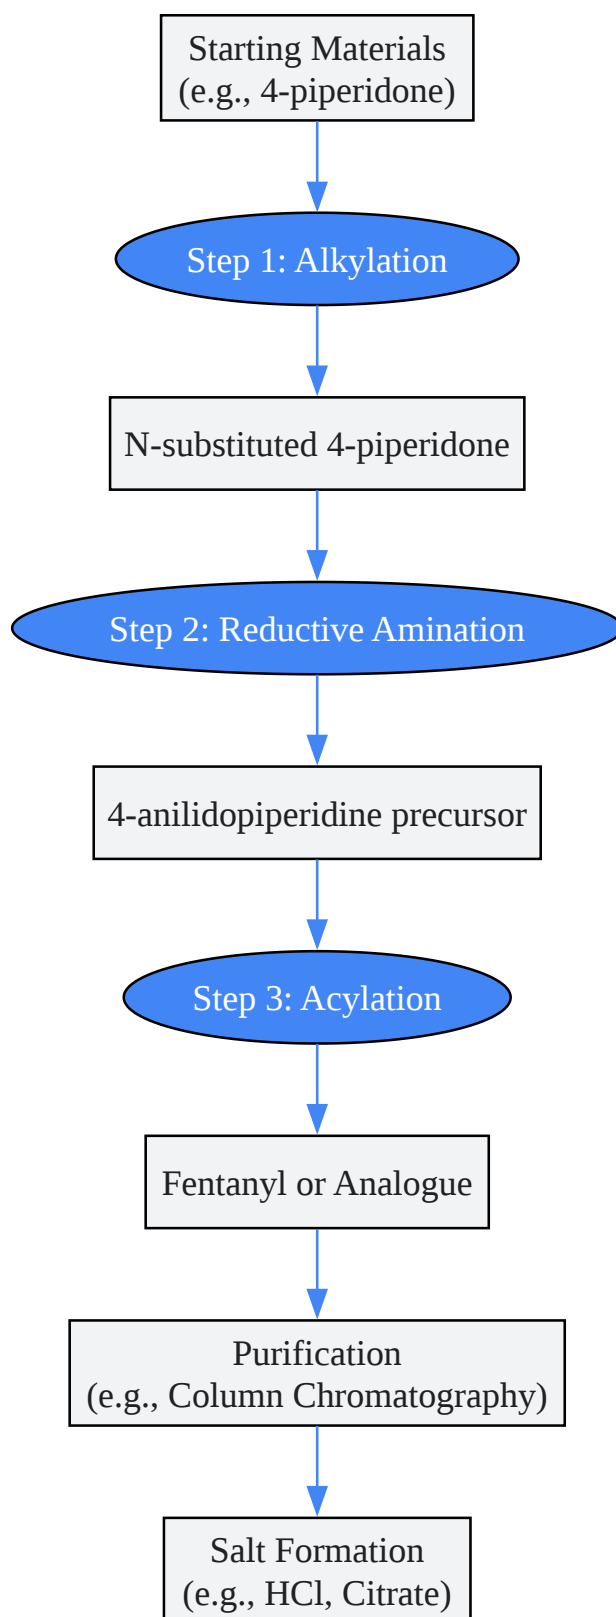 Starting Materials
(e.g., 4-piperidone)
Step 1: Alkylation
N-substituted 4-piperidone
Step 2: Reductive Amination
4-anilidopiperidine precursor
Step 3: Acylation
Fentanyl or Analogue
Purification
(e.g., Column Chromatography)
Salt Formation
(e.g., HCl, Citrate)